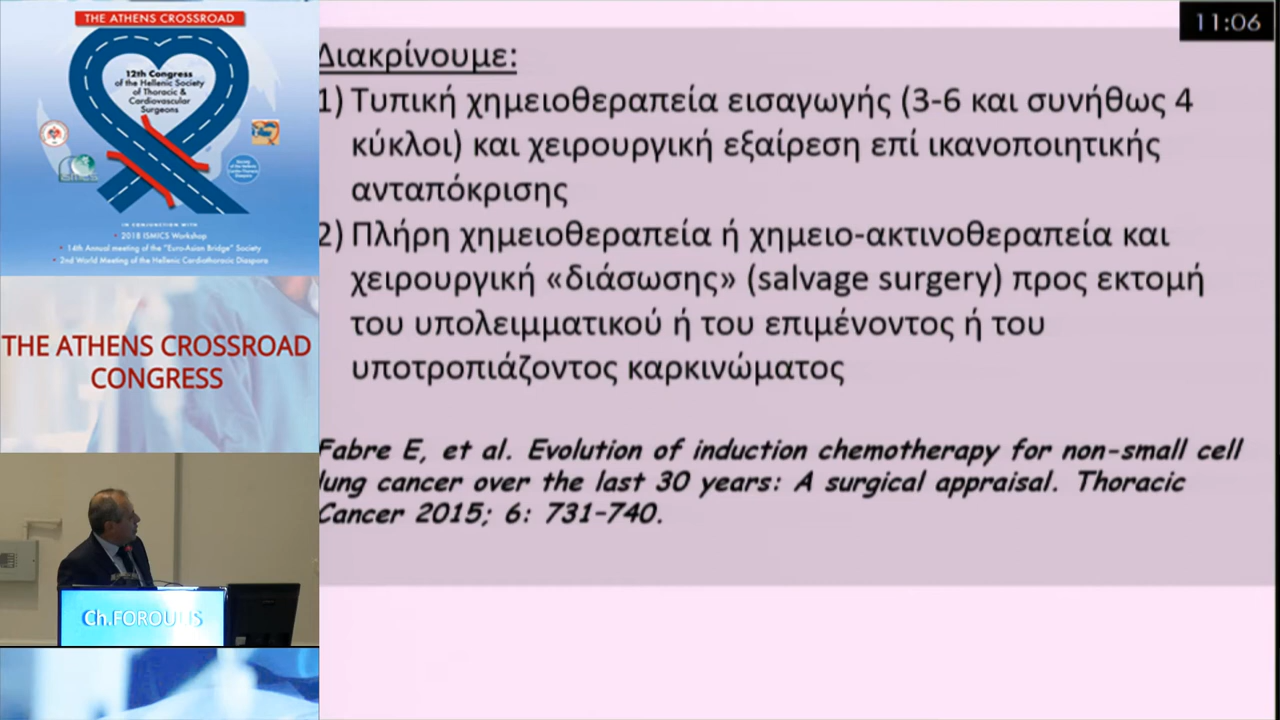 THE ATHENS CROSSROAD
12th Congress
of the Hellenic Society
of Thoracic &
Cardiovascular
Surgeons
IN CONJUNCTION WITH
• 2018 ISMICS Workshop
• 14th Annual meeting of the "Euro-Asian Bridge" Society
• 2nd World Meeting of the Hellenic Cardiothoracic Diaspora
THE ATHENS CROSSROAD
CONGRESS
Ch.FOROULIS
11:06
Διακρίνουμε:
1) Τυπική χημειοθεραπεία εισαγωγής (3-6 και συνήθως 4
κύκλοι) και χειρουργική εξαίρεση επί ικανοποιητικής
ανταπόκρισης
2) Πλήρη χημειοθεραπεία ή χημειο-ακτινοθεραπεία και
χειρουργική «διάσωσης» (salvage surgery) προς εκτομή
του υπολειμματικού ή του επιμένοντος ή του
υποτροπιάζοντος καρκινώματος
Fabre E, et al. Evolution of induction chemotherapy for non-small cell
lung cancer over the last 30 years: A surgical appraisal. Thoracic
Cancer 2015; 6: 731-740.